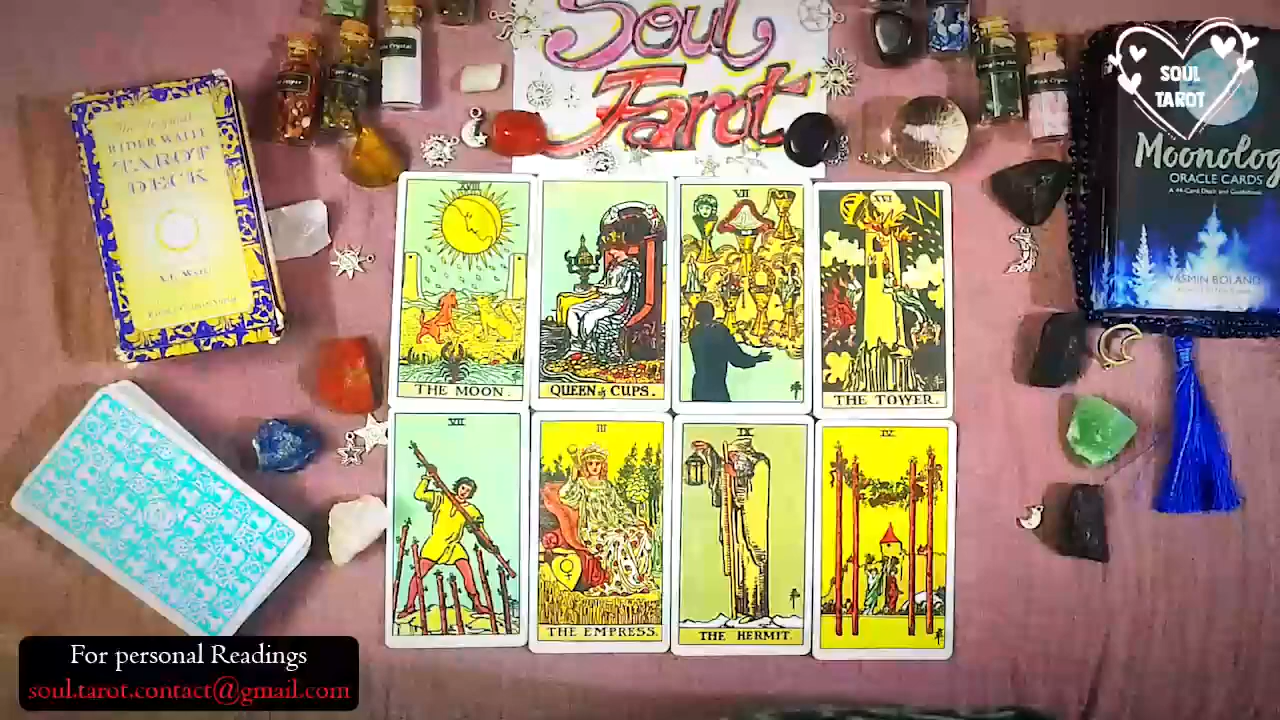 Soul
Tarot
SOUL
TAROT
The Original
RIDER WAITE
TAROT
DECK
Moonolog
ORACLE CARDS
YASMIN BOLAND
XVIII
THE MOON.
QUEEN of CUPS.
VII
XVI
THE TOWER.
VII
III
THE EMPRESS.
IX
THE HERMIT.
IV
For personal Readings
soul.tarot.contact@gmail.com